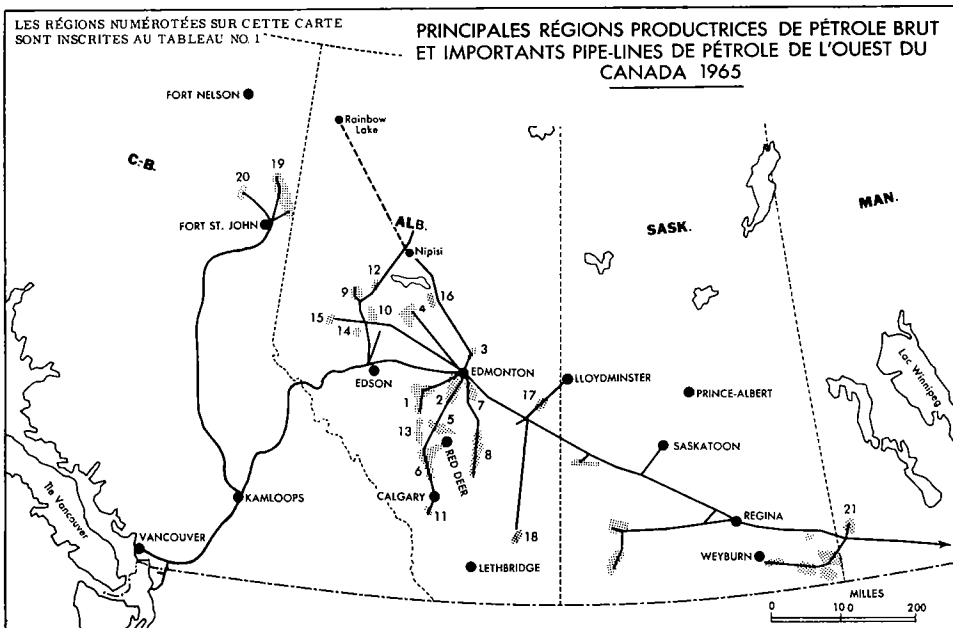 LES RÉGIONS NUMÉROTÉES SUR CETTE CARTE
SONT INSCRITES AU TABLEAU NO. 1
PRINCIPALES RÉGIONS PRODUCTRICES DE PÉTROLE BRUT
ET IMPORTANTS PIPE-LINES DE PÉTROLE DE L'OUEST DU
CANADA 1965
FORT NELSON
Rainbow
Lake
C.-B.
19
20
FORT ST. JOHN
ALB.
Nipisi
SASK.
MAN.
12
9
16
10
4
15
14
3
EDSON
EDMONTON
LLOYDMINSTER
17
PRINCE-ALBERT
Lac Winnipeg
1
2
7
13
5
RED DEER
8
6
SASKATOON
KAMLOOPS
CALGARY
11
18
REGINA
21
Île Vancouver
VANCOUVER
LETHBRIDGE
WEYBURN
MILLES
0 100 200